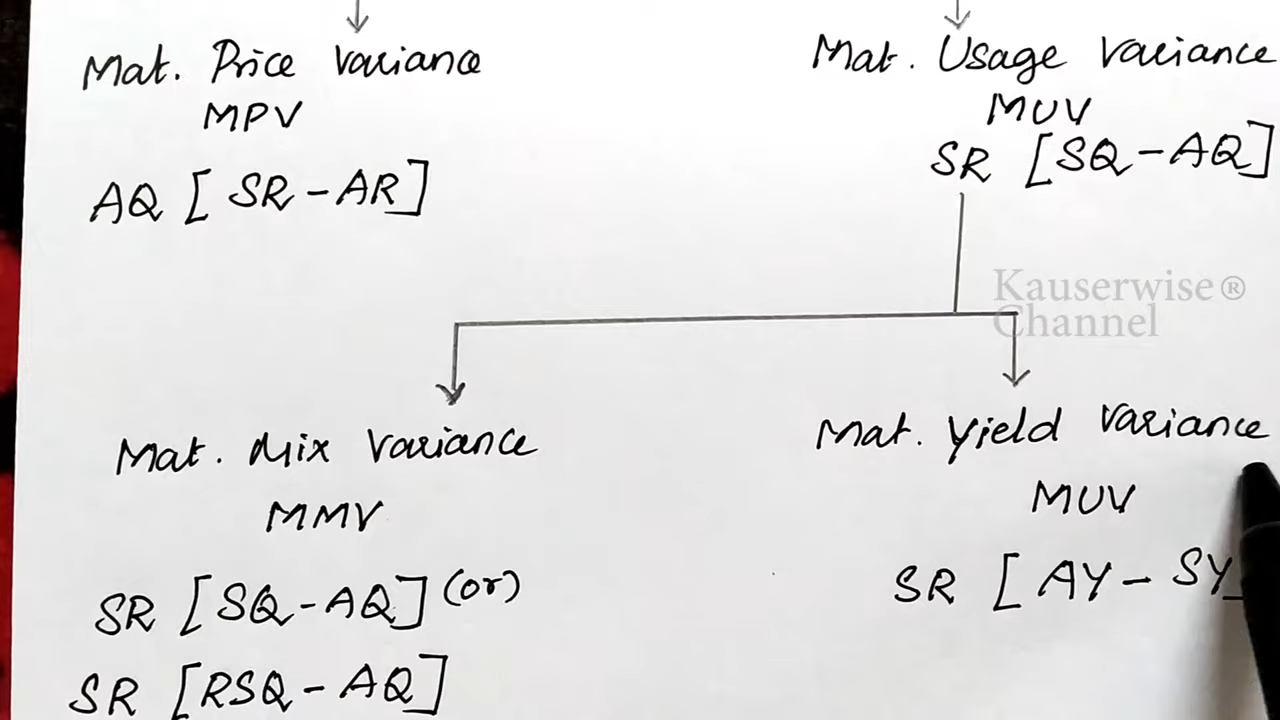 Mat. Price Variance
MPV
AQ [SR - AR]
Mat. Usage Variance
MUV
SR [SQ - AQ]
Kauserwise®
Channel
Mat. Mix Variance
MMV
SR [SQ - AQ] (or)
SR [RSQ - AQ]
Mat. Yield Variance
MUV
SR [AY - SY]